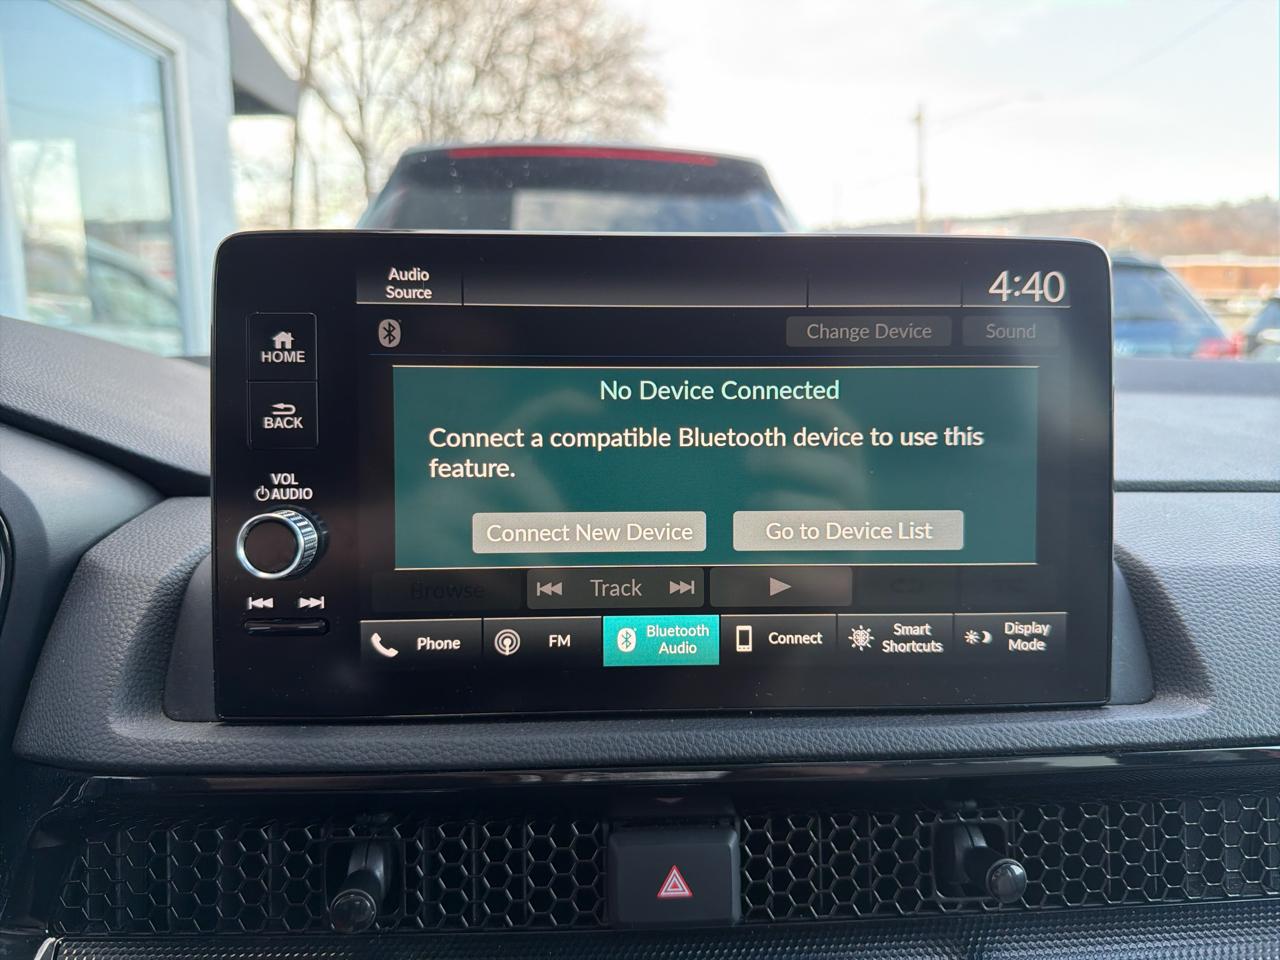 Audio
Source
4:40
HOME
Change Device
Sound
No Device Connected
BACK
Connect a compatible Bluetooth device to use this
feature.
VOL
AUDIO
Connect New Device
Go to Device List
Browse
Track
Phone
FM
Bluetooth
Audio
Connect
Smart
Shortcuts
Display
Mode